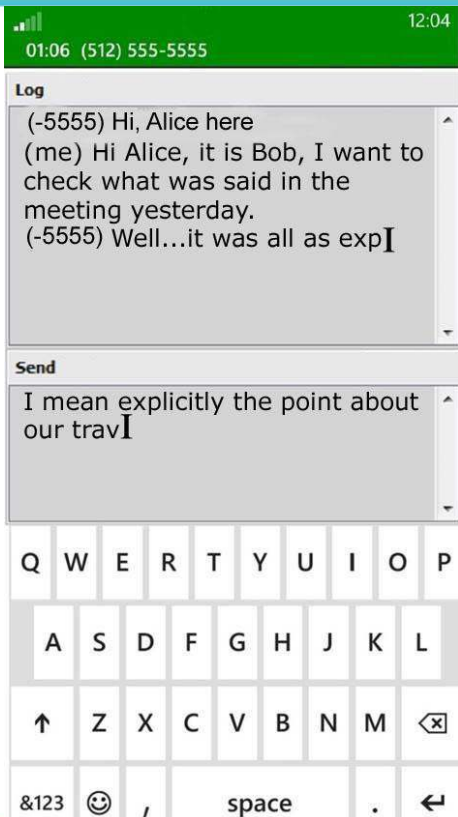 12:04
01:06 (512) 555-5555
Log
(-5555) Hi, Alice here
(me) Hi Alice, it is Bob, I want to
check what was said in the
meeting yesterday.
(-5555) Well...it was all as exp
Send
I mean explicitly the point about
our trav
Q W E R T Y U I O P
A S D F G H J K L
Z X C V B N M
&123 , space .